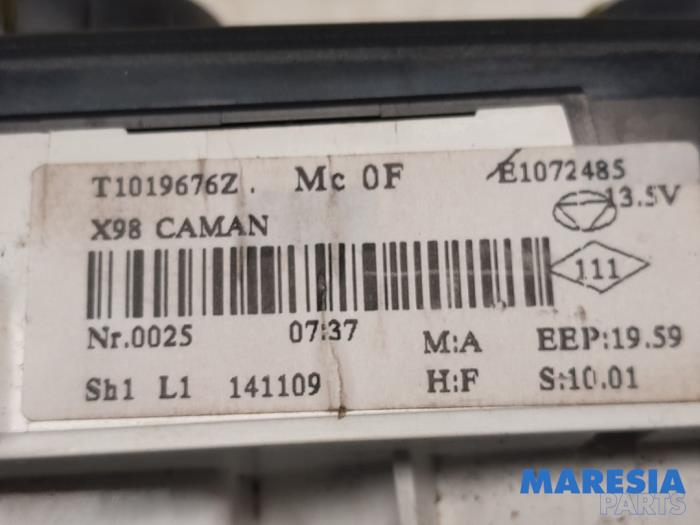 T1019676Z. Mc 0F E1072485
X98 CAMAN 13.5V
111
Nr.0025 07:37 M:A EEP:19.59
Sh1 L1 141109 H:F S:10.01
MARESIA
PARTS